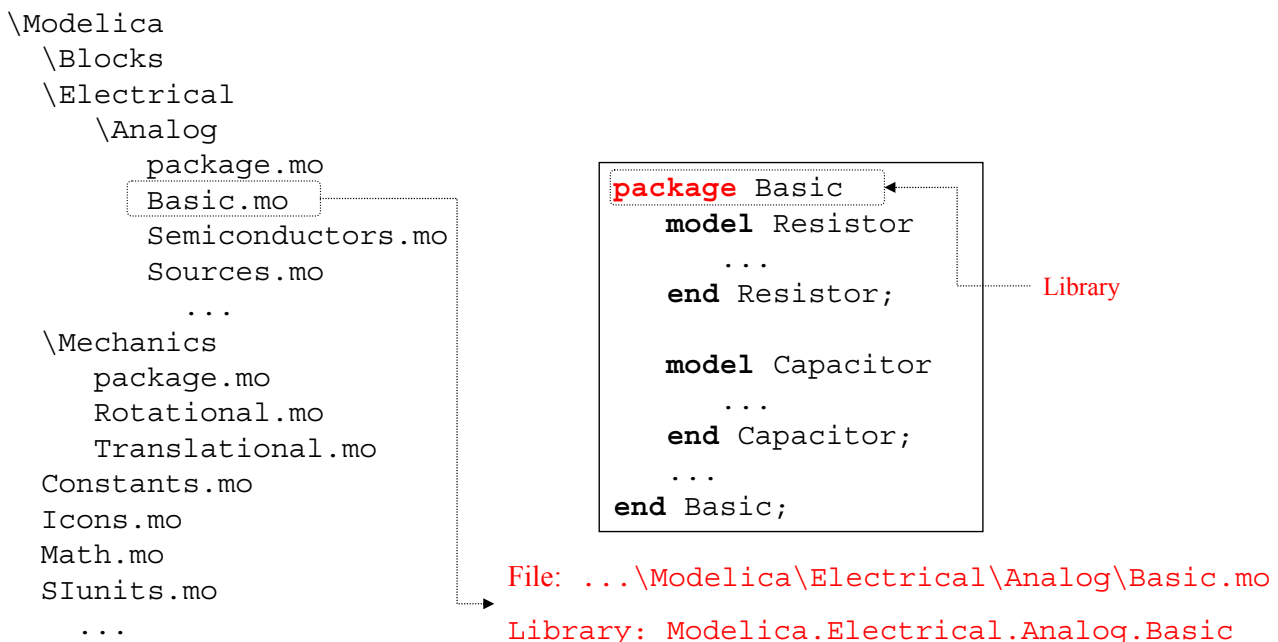 \Modelica
\Blocks
\Electrical
\Analog
package.mo
Basic.mo
Semiconductors.mo
Sources.mo
...
\Mechanics
package.mo
Rotational.mo
Translational.mo
Constants.mo
Icons.mo
Math.mo
SIunits.mo
...
package Basic
model Resistor
...
end Resistor;
model Capacitor
...
end Capacitor;
...
end Basic;
Library
File: ...\Modelica\Electrical\Analog\Basic.mo
Library: Modelica.Electrical.Analog.Basic